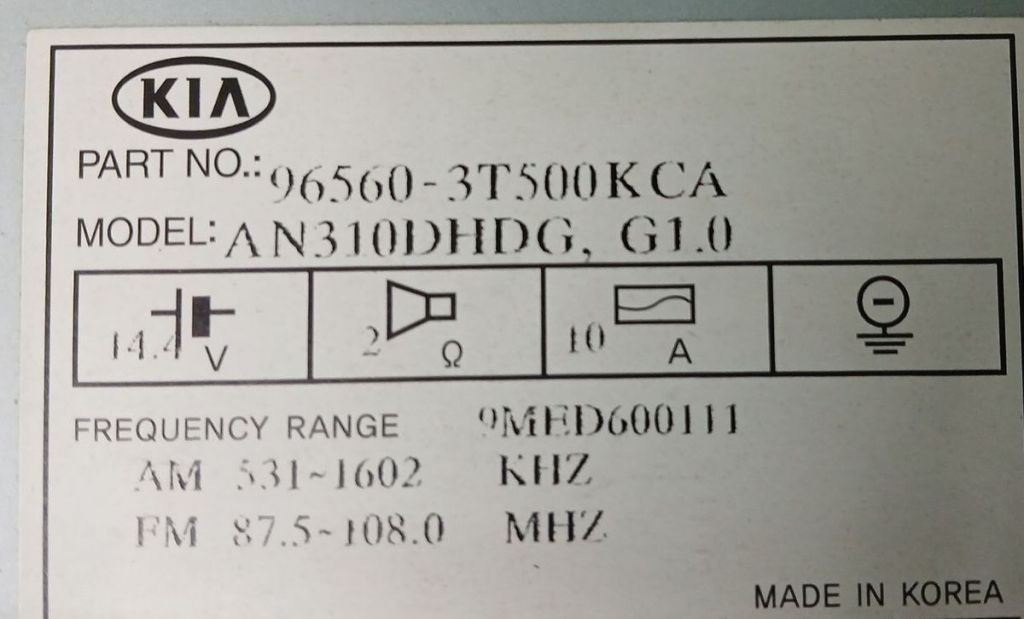 KIA
PART NO.: 96560-3T500KCA
MODEL: AN310DHDG, G1.0
14.4 V 2 Ω 10 A
FREQUENCY RANGE 9MED600111
AM 531~1602 KHZ
FM 87.5~108.0 MHZ
MADE IN KOREA